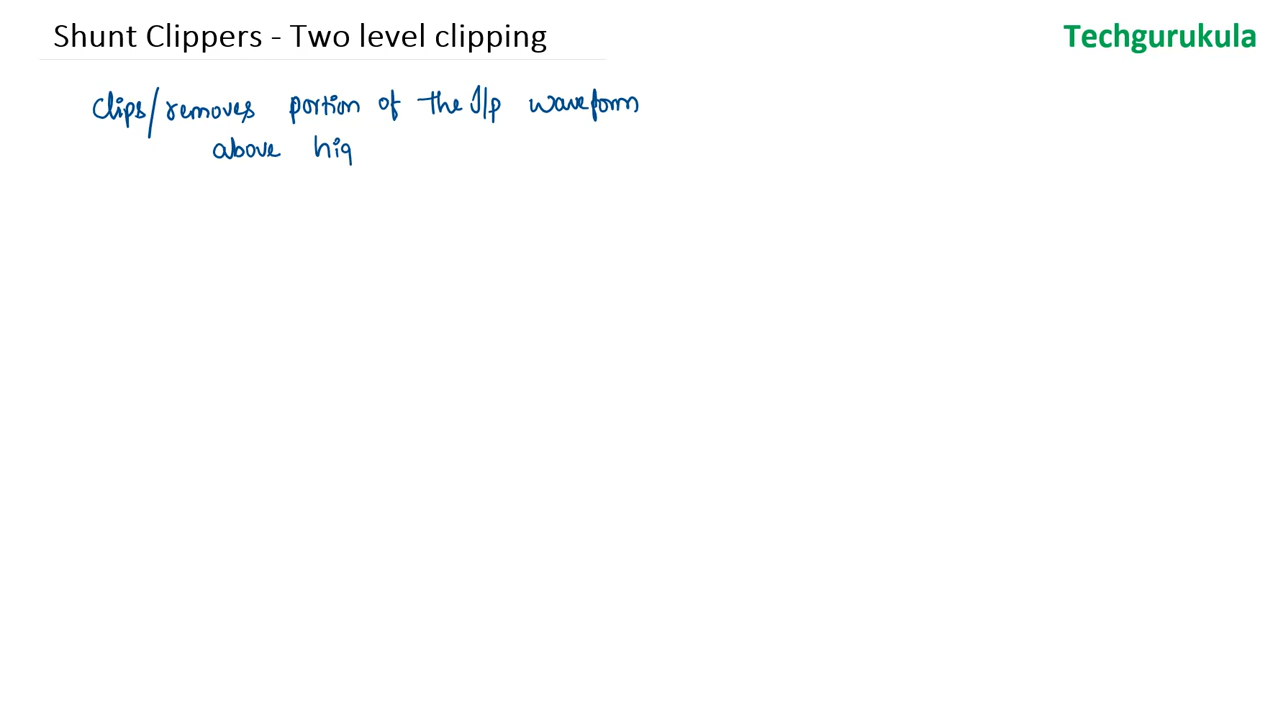 Shunt Clippers - Two level clipping
Techgurukula
clips/removes portion of the I/p waveform
above hig